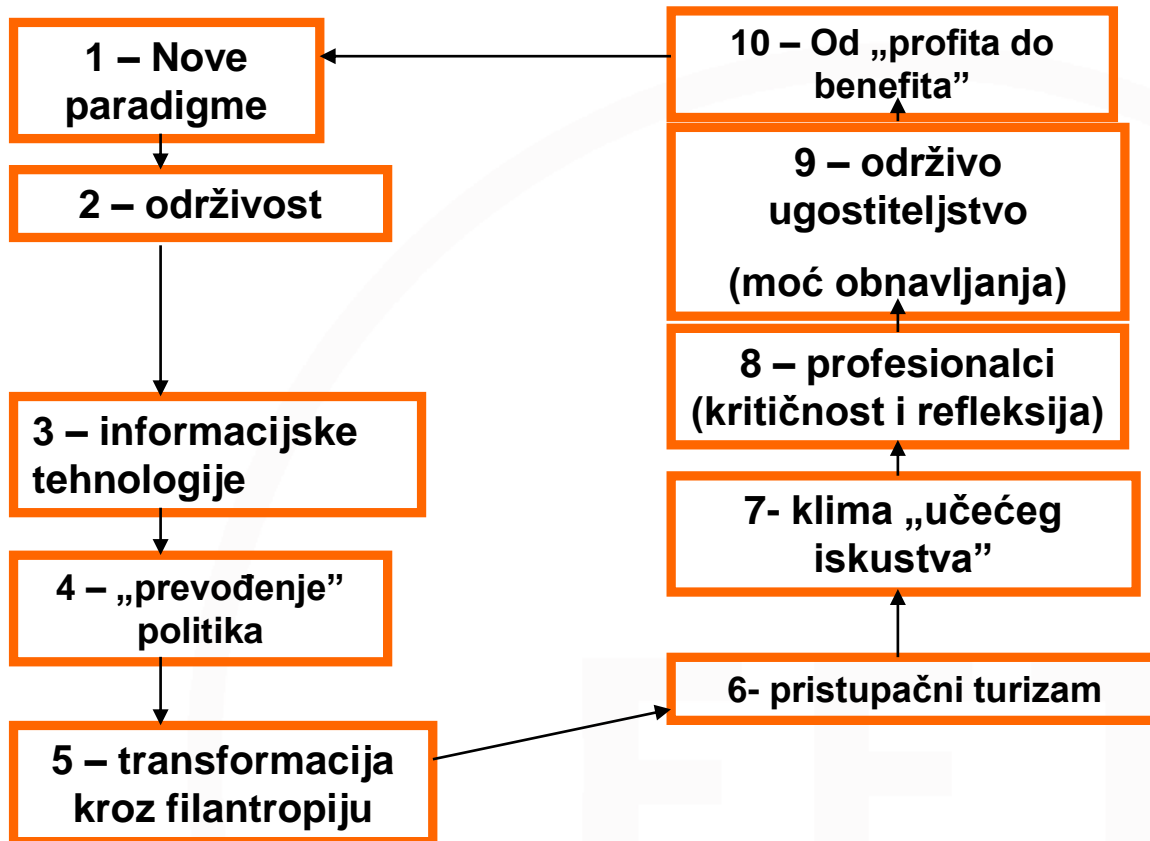 1 – Nove
paradigme
2 – održivost
3 – informacijske
tehnologije
4 – „prevođenje”
politika
5 – transformacija
kroz filantropiju
6- pristupačni turizam
7- klima „učećeg
iskustva”
8 – profesionalci
(kritičnost i refleksija)
9 – održivo
ugostiteljstvo
(moć obnavljanja)
10 – Od „profita do
benefita”